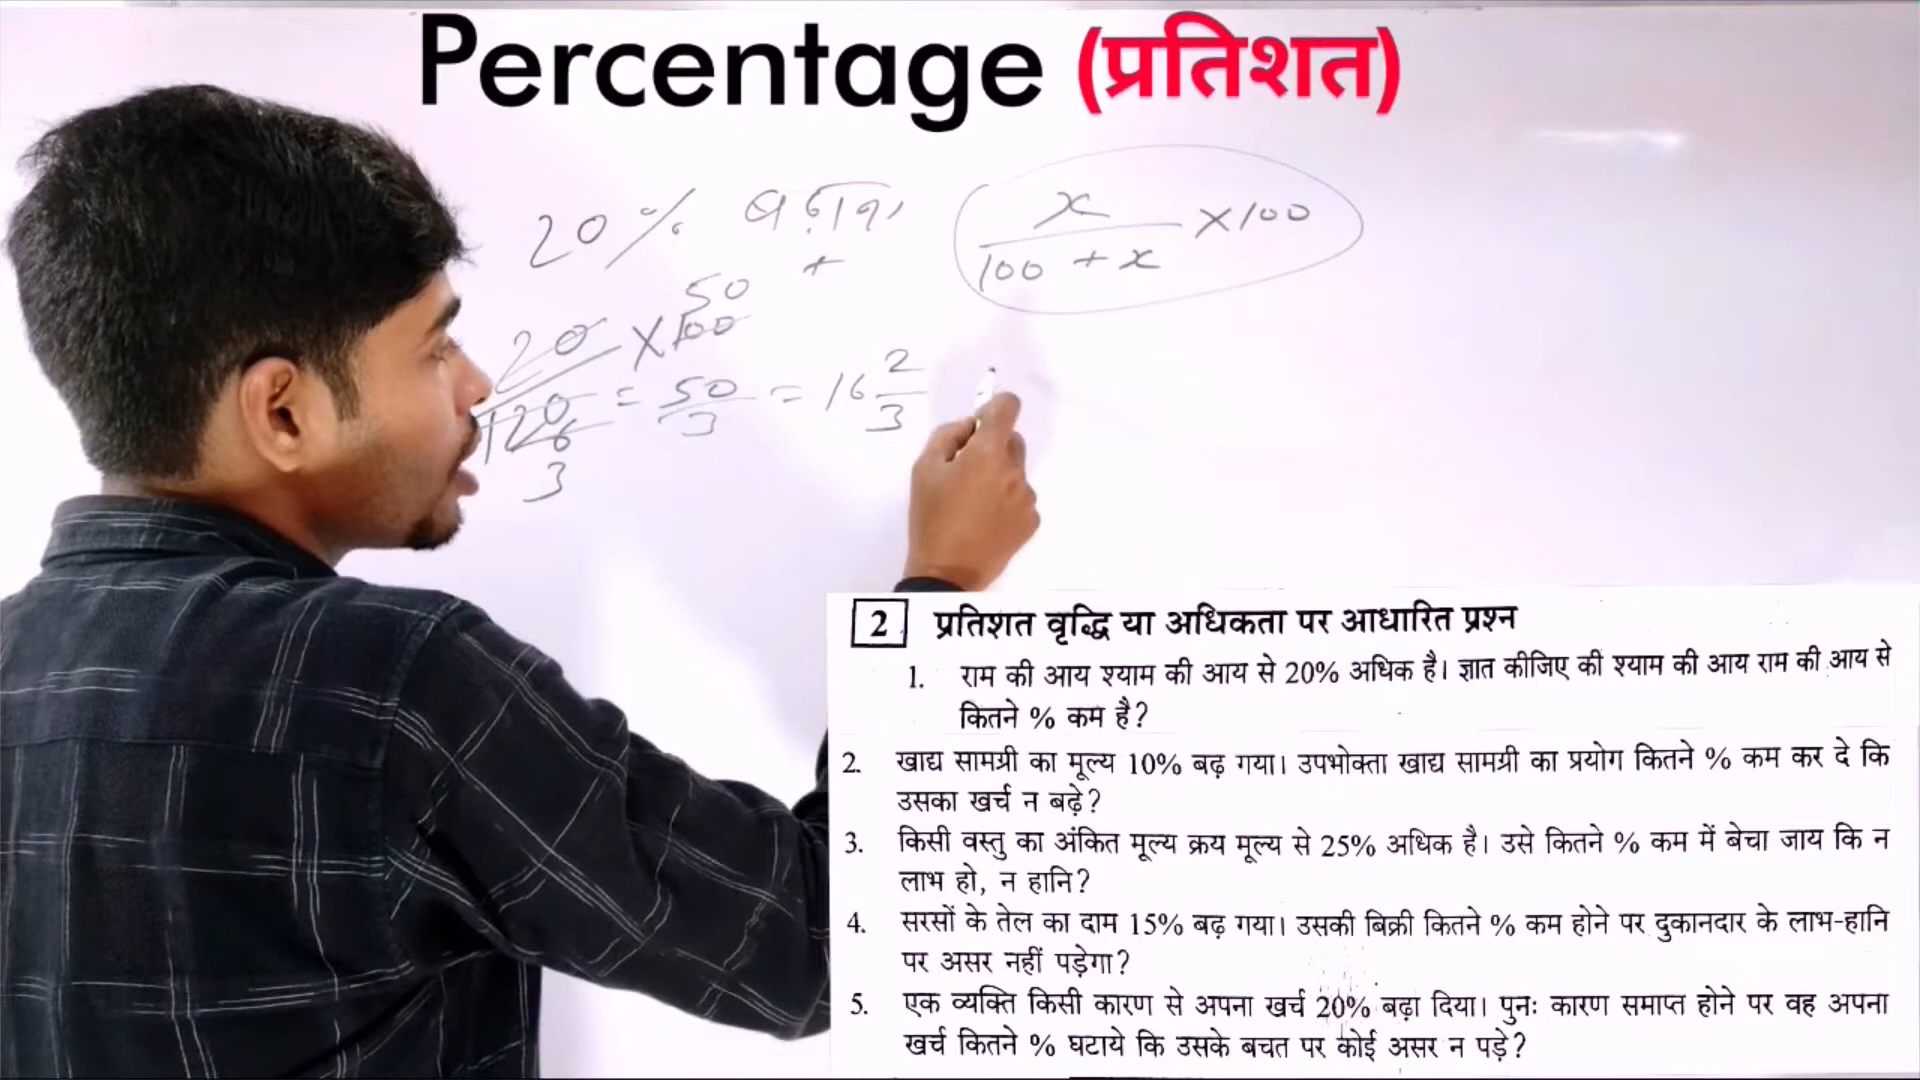 Percentage (प्रतिशत)
20% बढ़ाना
+
x
100 + x
×100
50
20 ×100
120
6
3
= 50/3 = 16 2/3
2 प्रतिशत वृद्धि या अधिकता पर आधारित प्रश्न
1. राम की आय श्याम की आय से 20% अधिक है। ज्ञात कीजिए की श्याम की आय राम की आय से
कितने % कम है?
2. खाद्य सामग्री का मूल्य 10% बढ़ गया। उपभोक्ता खाद्य सामग्री का प्रयोग कितने % कम कर दे कि
उसका खर्च न बढ़े?
3. किसी वस्तु का अंकित मूल्य क्रय मूल्य से 25% अधिक है। उसे कितने % कम में बेचा जाय कि न
लाभ हो, न हानि?
4. सरसों के तेल का दाम 15% बढ़ गया। उसकी बिक्री कितने % कम होने पर दुकानदार के लाभ-हानि
पर असर नहीं पड़ेगा?
5. एक व्यक्ति किसी कारण से अपना खर्च 20% बढ़ा दिया। पुनः कारण समाप्त होने पर वह अपना
खर्च कितने % घटाये कि उसके बचत पर कोई असर न पड़े?